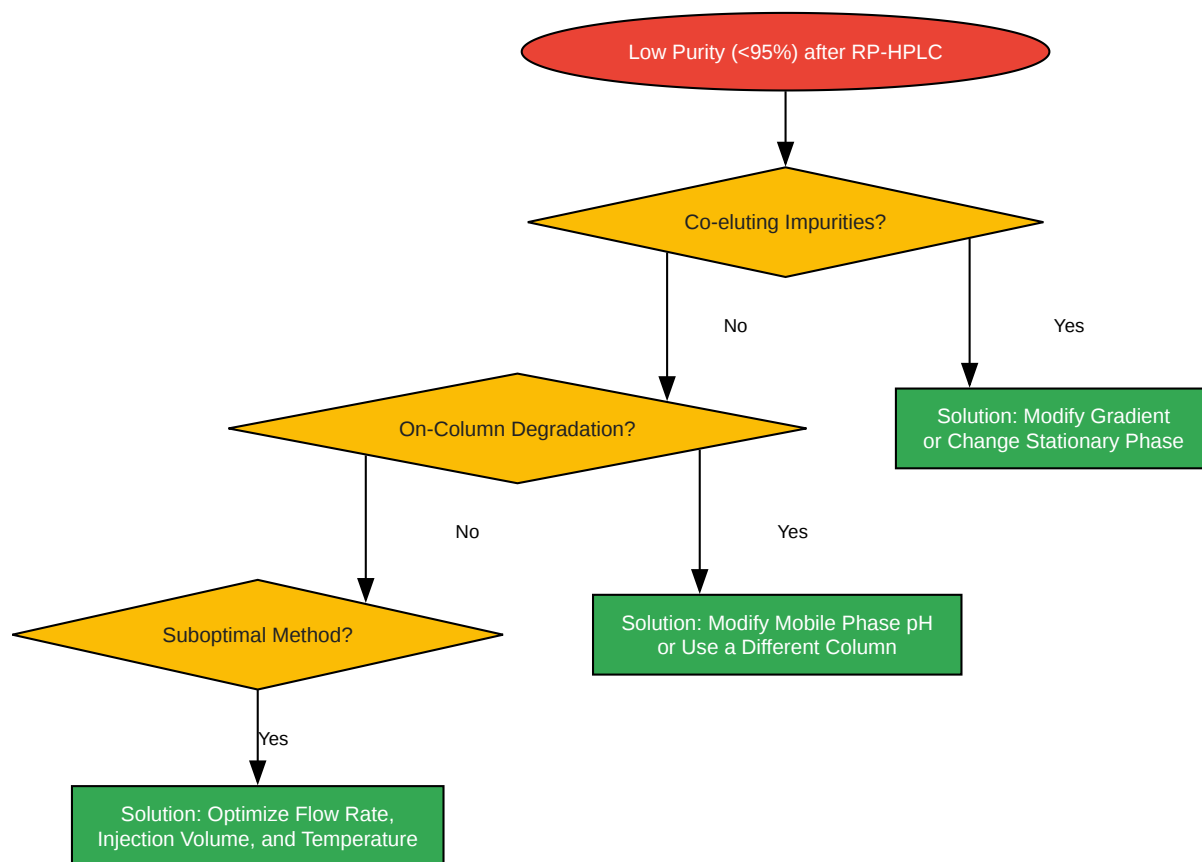 Low Purity (<95%) after RP-HPLC
Co-eluting Impurities?
No
Yes
Solution: Modify Gradient
or Change Stationary Phase
On-Column Degradation?
No
Yes
Solution: Modify Mobile Phase pH
or Use a Different Column
Suboptimal Method?
Yes
Solution: Optimize Flow Rate,
Injection Volume, and Temperature